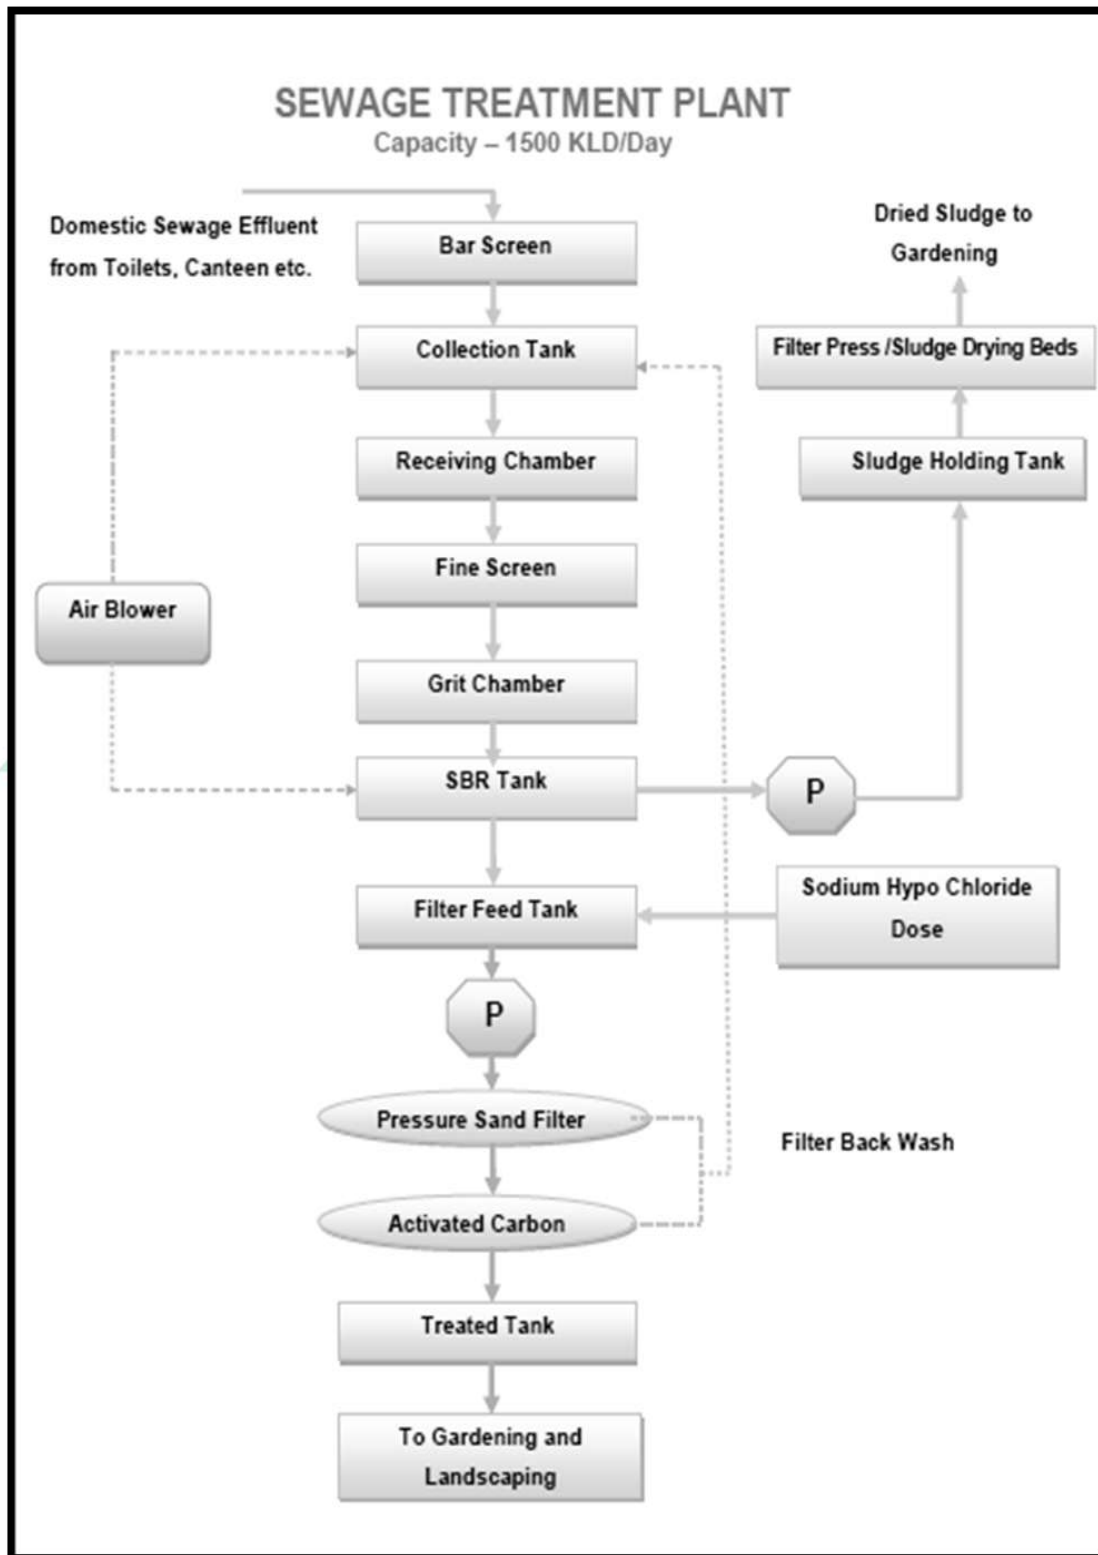 SEWAGE TREATMENT PLANT
Capacity – 1500 KLD/Day
Domestic Sewage Effluent
from Toilets, Canteen etc.
Bar Screen
Dried Sludge to
Gardening
Collection Tank
Filter Press /Sludge Drying Beds
Receiving Chamber
Sludge Holding Tank
Fine Screen
Air Blower
Grit Chamber
SBR Tank
P
Filter Feed Tank
Sodium Hypo Chloride
Dose
P
Pressure Sand Filter
Filter Back Wash
Activated Carbon
Treated Tank
To Gardening and
Landscaping